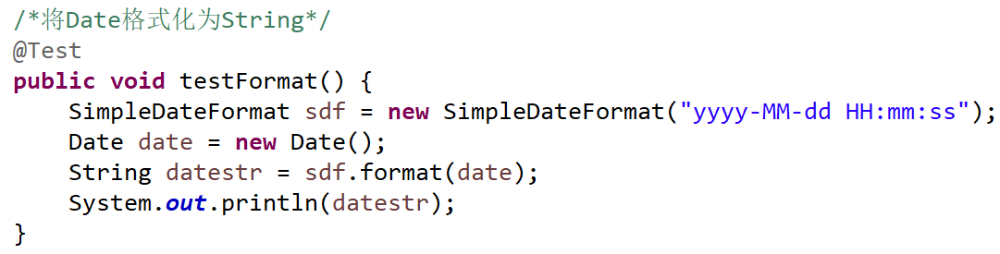 /*将Date格式化为String*/
@Test
public void testFormat() {
    SimpleDateFormat sdf = new SimpleDateFormat("yyyy-MM-dd HH:mm:ss");
    Date date = new Date();
    String datestr = sdf.format(date);
    System.out.println(datestr);
}